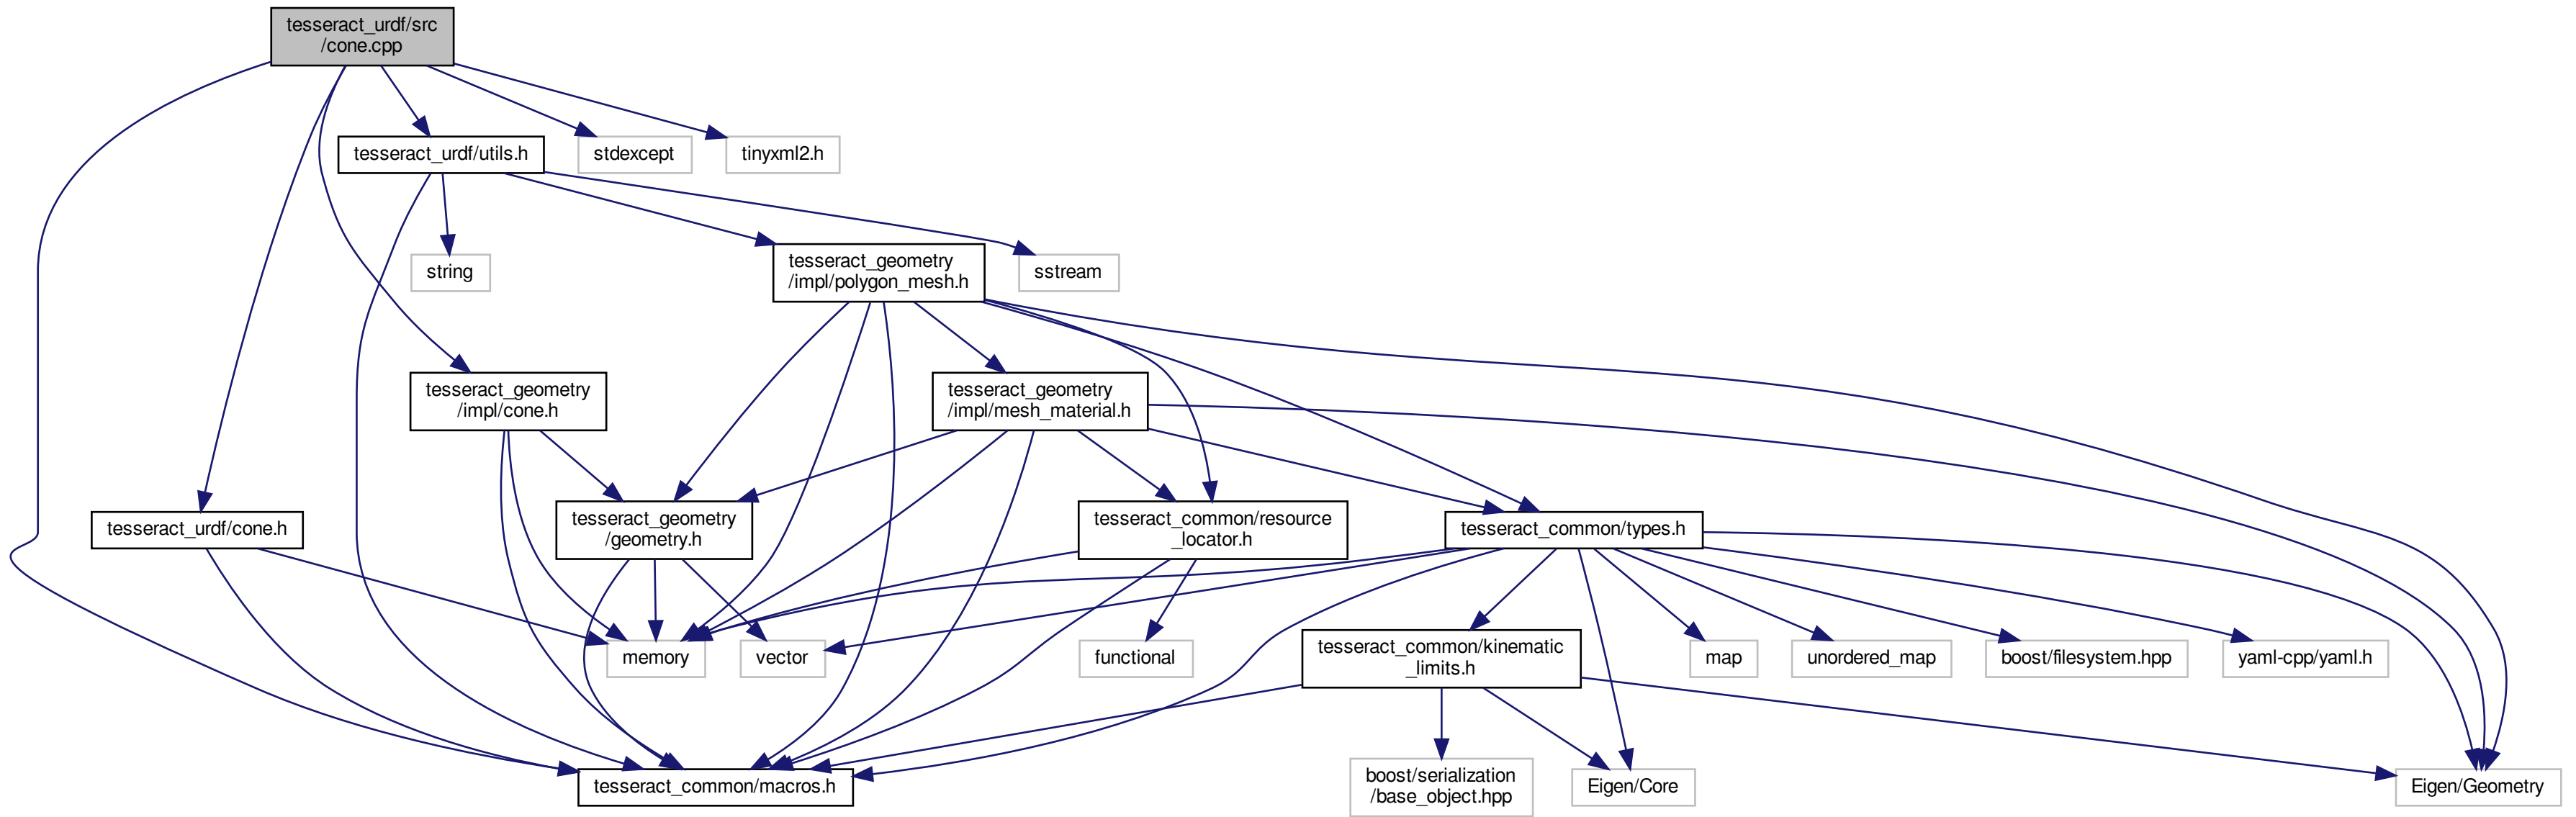 tesseract_urdf/src
/cone.cpp
tesseract_urdf/utils.h
stdexcept
tinyxml2.h
string
tesseract_geometry
/impl/polygon_mesh.h
sstream
tesseract_geometry
/impl/cone.h
tesseract_geometry
/impl/mesh_material.h
tesseract_urdf/cone.h
tesseract_geometry
/geometry.h
tesseract_common/resource
_locator.h
tesseract_common/types.h
memory
vector
functional
tesseract_common/kinematic
_limits.h
map
unordered_map
boost/filesystem.hpp
yaml-cpp/yaml.h
tesseract_common/macros.h
boost/serialization
/base_object.hpp
Eigen/Core
Eigen/Geometry